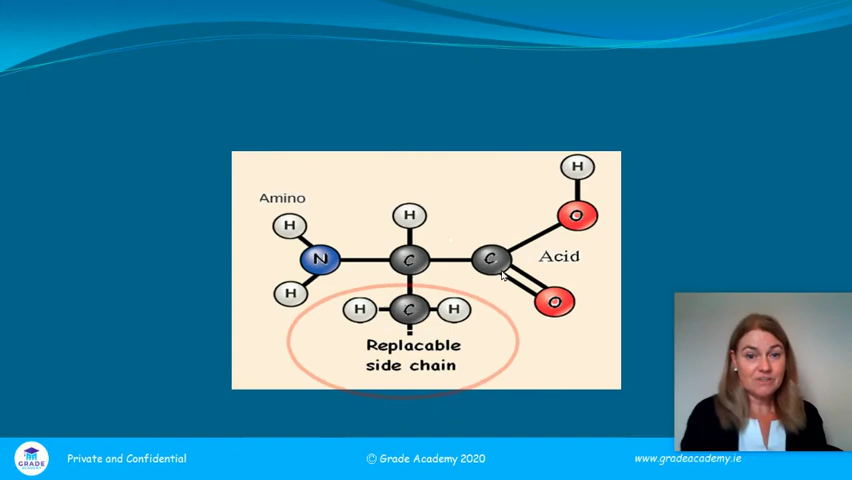 H
Amino
H
H
O
N
C
C
Acid
H
O
H
C
H
Replacable
side chain
GRADE
ACADEMY
Private and Confidential
© Grade Academy 2020
www.gradeacademy.ie